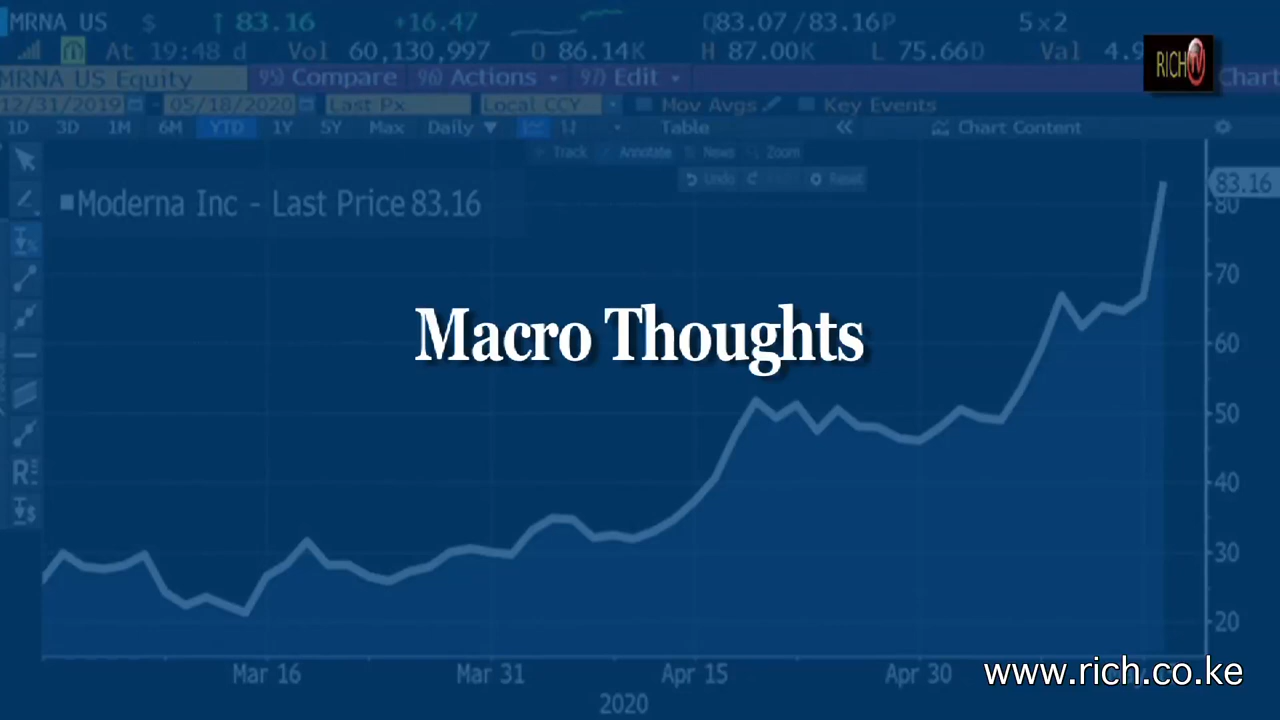 MRNA US $ ↑ 83.16 +16.47 Q83.07 / 83.16P 5×2
At 19:48 d Vol 60,130,997 O 86.14K H 87.00K L 75.66D Val 4.9
MRNA US Equity 95) Compare 96) Actions 97) Edit Chart
12/31/2019 - 05/18/2020 Last Px Local CCY Mov Avgs Key Events
1D 3D 1M 6M YTD 1Y 5Y Max Daily ▼ Table « Chart Content
Track Annotate News Zoom
Undo Reset
RICH TV
Moderna Inc - Last Price 83.16
83.16
80
70
Macro Thoughts
60
50
40
30
20
Mar 16 Mar 31 Apr 15 Apr 30
2020
www.rich.co.ke